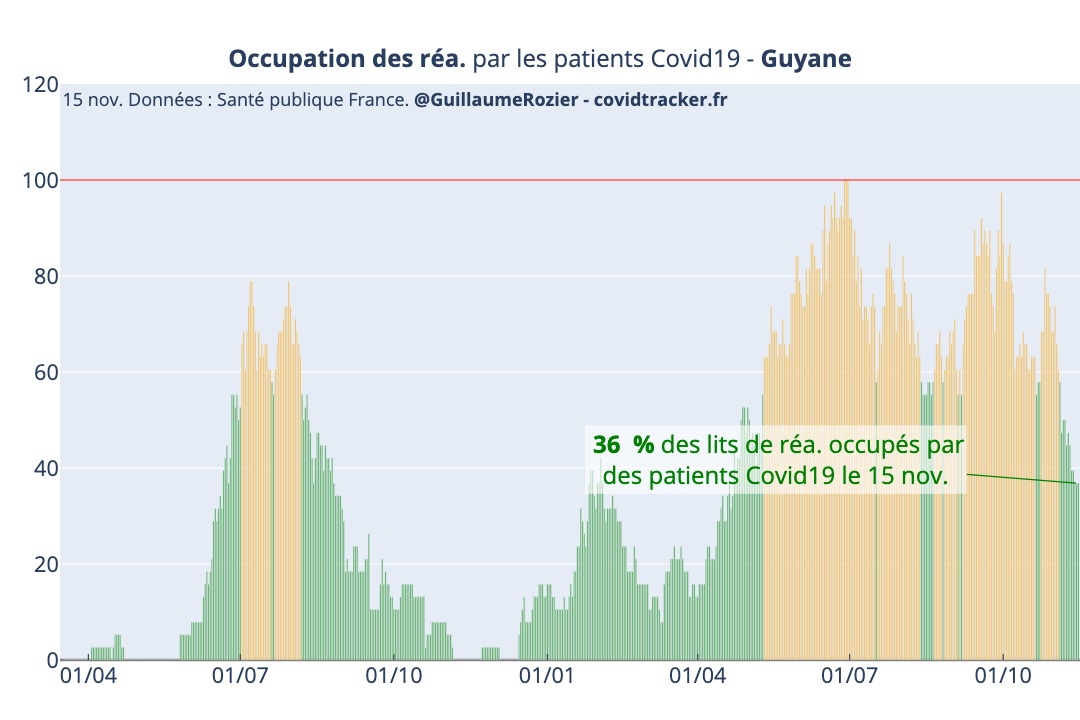 Occupation des réa. par les patients Covid19 - Guyane
15 nov. Données : Santé publique France. @GuillaumeRozier - covidtracker.fr
120
100
80
60
40
20
0
36 % des lits de réa. occupés par
des patients Covid19 le 15 nov.
01/04 01/07 01/10 01/01 01/04 01/07 01/10